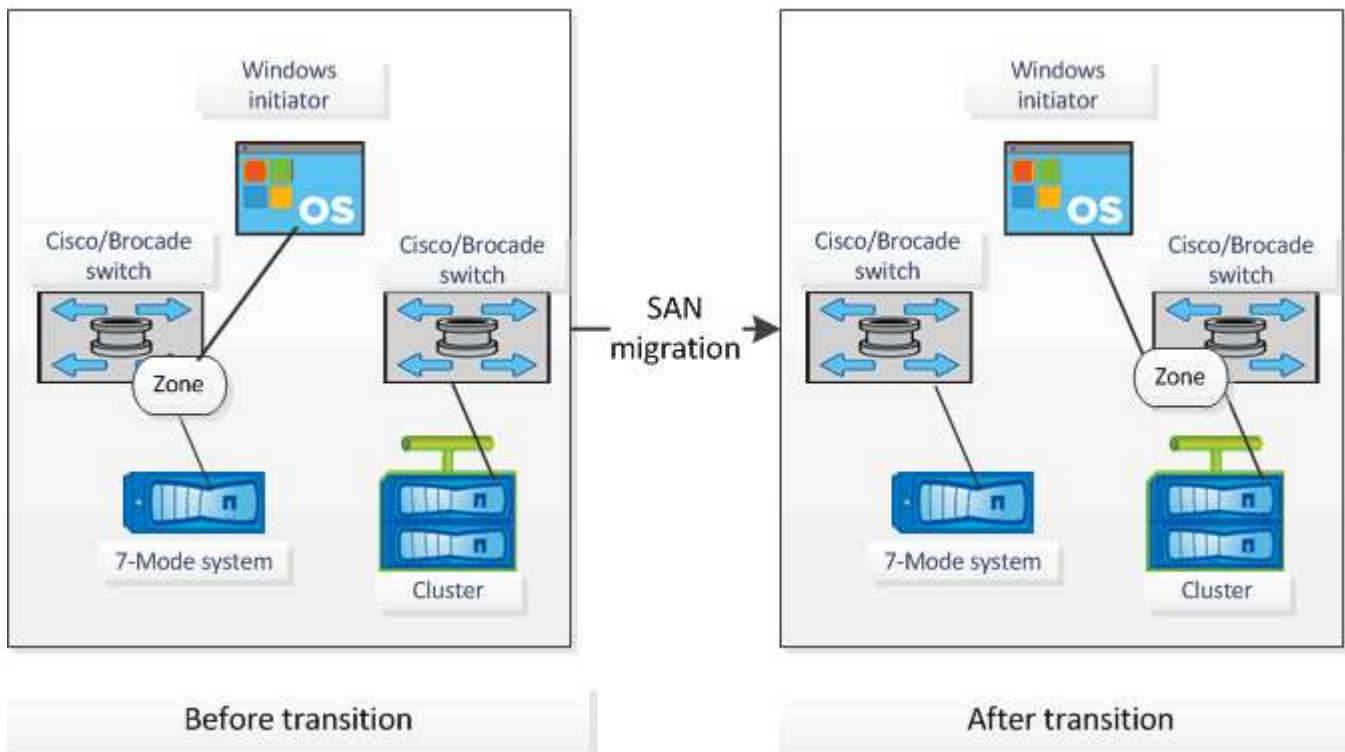 Windows
initiator
OS
Cisco/Brocade
switch
Cisco/Brocade
switch
Zone
n
n
n
7-Mode system
Cluster
SAN
migration
Windows
initiator
OS
Cisco/Brocade
switch
Cisco/Brocade
switch
Zone
n
n
n
7-Mode system
Cluster
Before transition
After transition